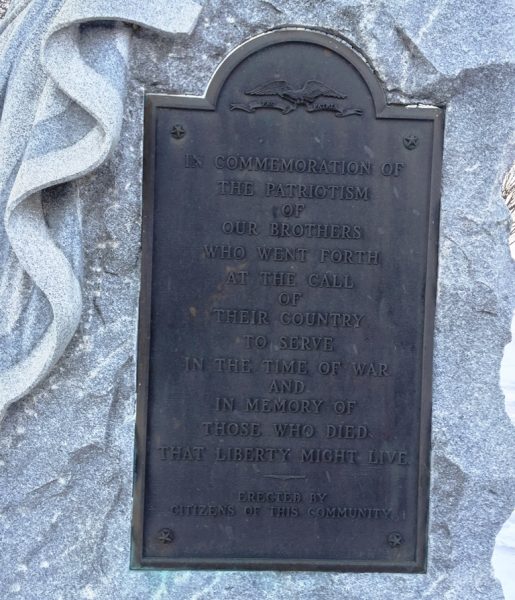 PRO PATRIA
IN COMMEMORATION OF
THE PATRIOTISM
OF
OUR BROTHERS
WHO WENT FORTH
AT THE CALL
OF
THEIR COUNTRY
TO SERVE
IN THE TIME OF WAR
AND
IN MEMORY OF
THOSE WHO DIED
THAT LIBERTY MIGHT LIVE
ERECTED BY
CITIZENS OF THIS COMMUNITY